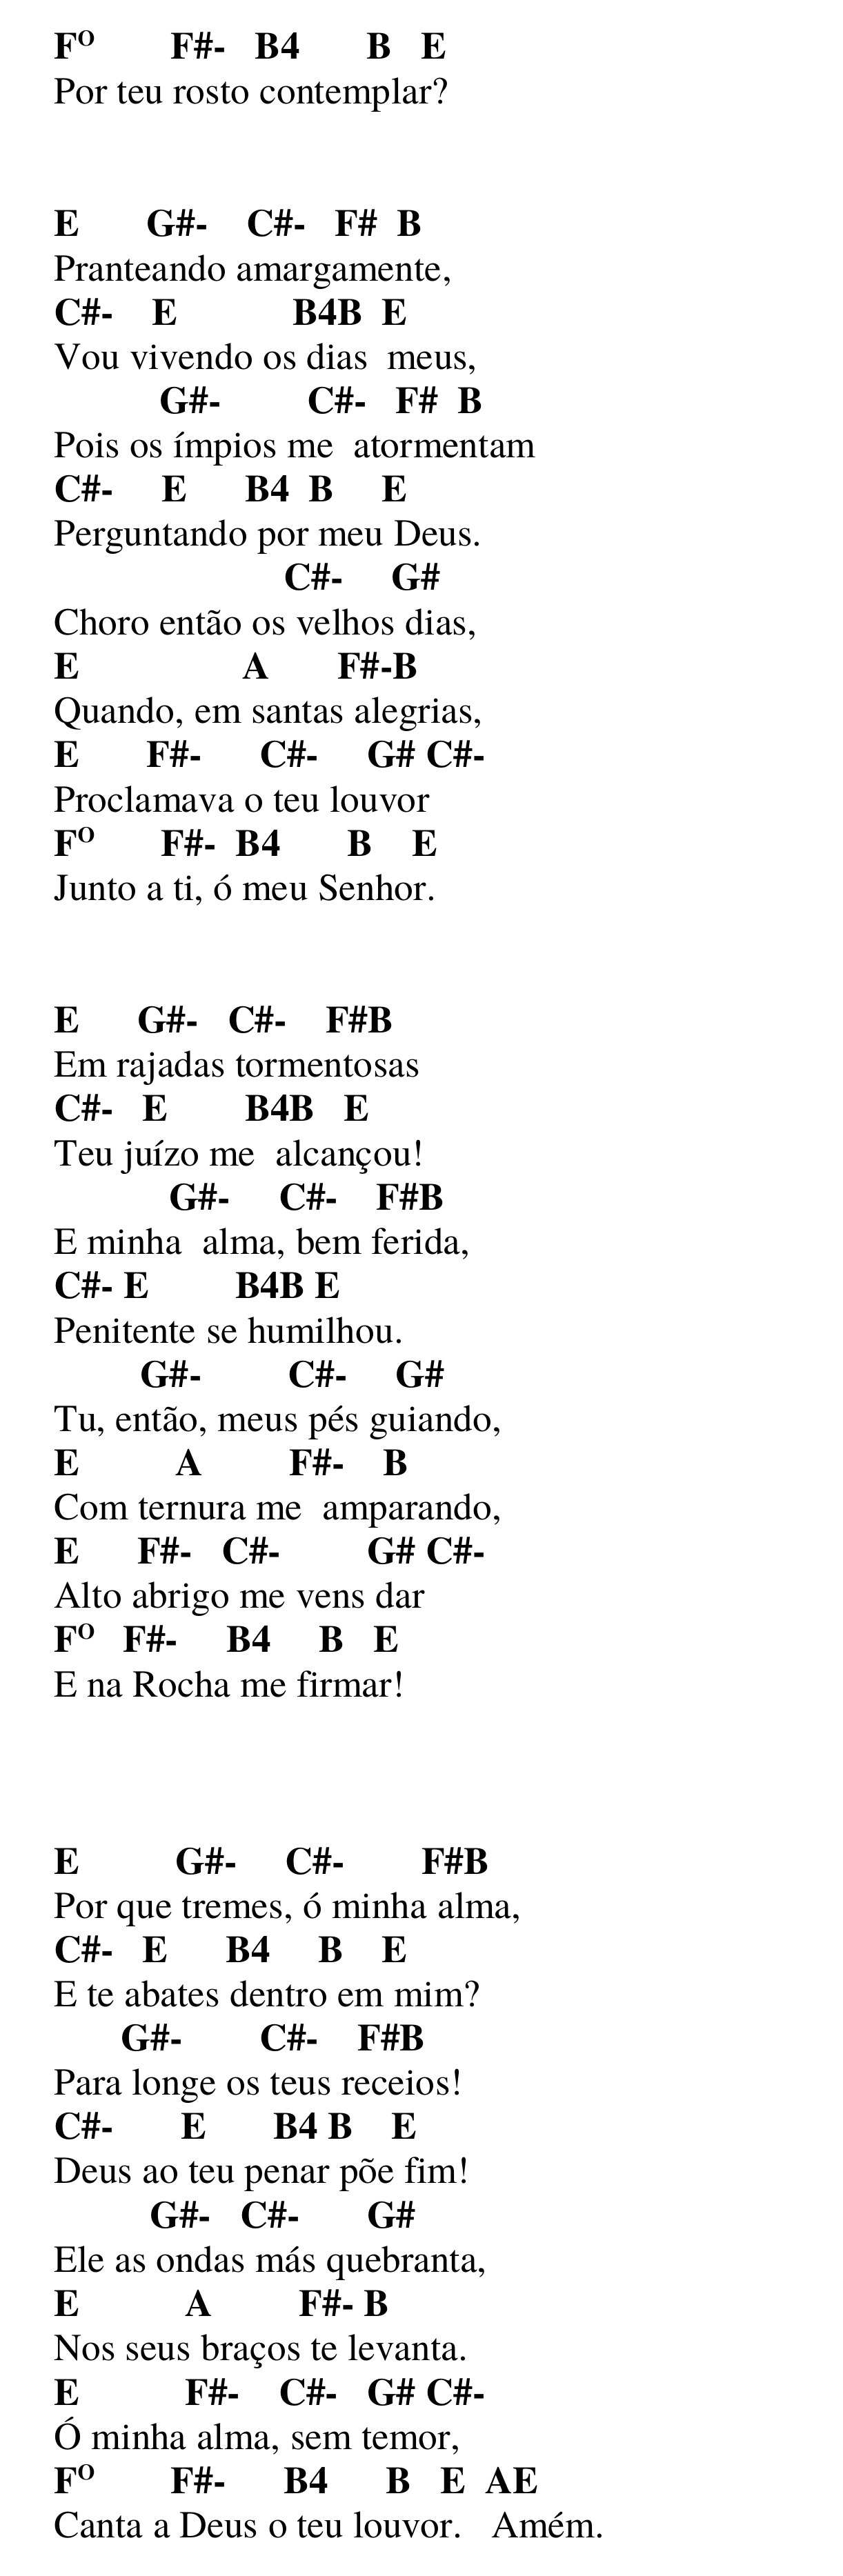 Fº        F#-   B4       B   E
Por teu rosto contemplar?
E       G#-    C#-   F#  B
Pranteando amargamente,
C#-    E            B4B  E
Vou vivendo os dias  meus,
           G#-         C#-   F#  B
Pois os ímpios me  atormentam
C#-     E      B4  B     E
Perguntando por meu Deus.
                        C#-     G#
Choro então os velhos dias,
E                 A       F#-B
Quando, em santas alegrias,
E       F#-      C#-     G# C#-
Proclamava o teu louvor
Fº       F#-  B4       B    E
Junto a ti, ó meu Senhor.
E      G#-   C#-    F#B
Em rajadas tormentosas
C#-   E        B4B   E
Teu juízo me  alcançou!
            G#-     C#-    F#B
E minha  alma, bem ferida,
C#- E         B4B E
Penitente se humilhou.
         G#-         C#-     G#
Tu, então, meus pés guiando,
E          A         F#-    B
Com ternura me  amparando,
E      F#-   C#-         G# C#-
Alto abrigo me vens dar
Fº   F#-     B4     B   E
E na Rocha me firmar!
E          G#-     C#-        F#B
Por que tremes, ó minha alma,
C#-   E      B4     B    E
E te abates dentro em mim?
       G#-        C#-    F#B
Para longe os teus receios!
C#-       E       B4 B    E
Deus ao teu penar põe fim!
          G#-   C#-       G#
Ele as ondas más quebranta,
E           A         F#- B
Nos seus braços te levanta.
E           F#-    C#-   G# C#-
Ó minha alma, sem temor,
Fº        F#-      B4      B   E  AE
Canta a Deus o teu louvor.   Amém.